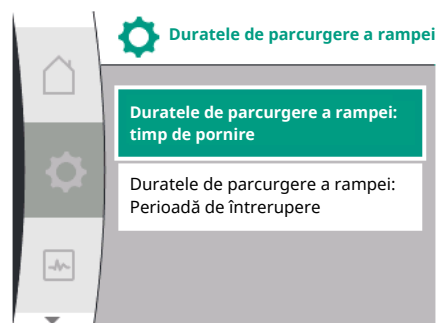 Duratele de parcurgere a rampei
Duratele de parcurgere a rampei:
timp de pornire
Duratele de parcurgere a rampei:
Perioadă de întrerupere